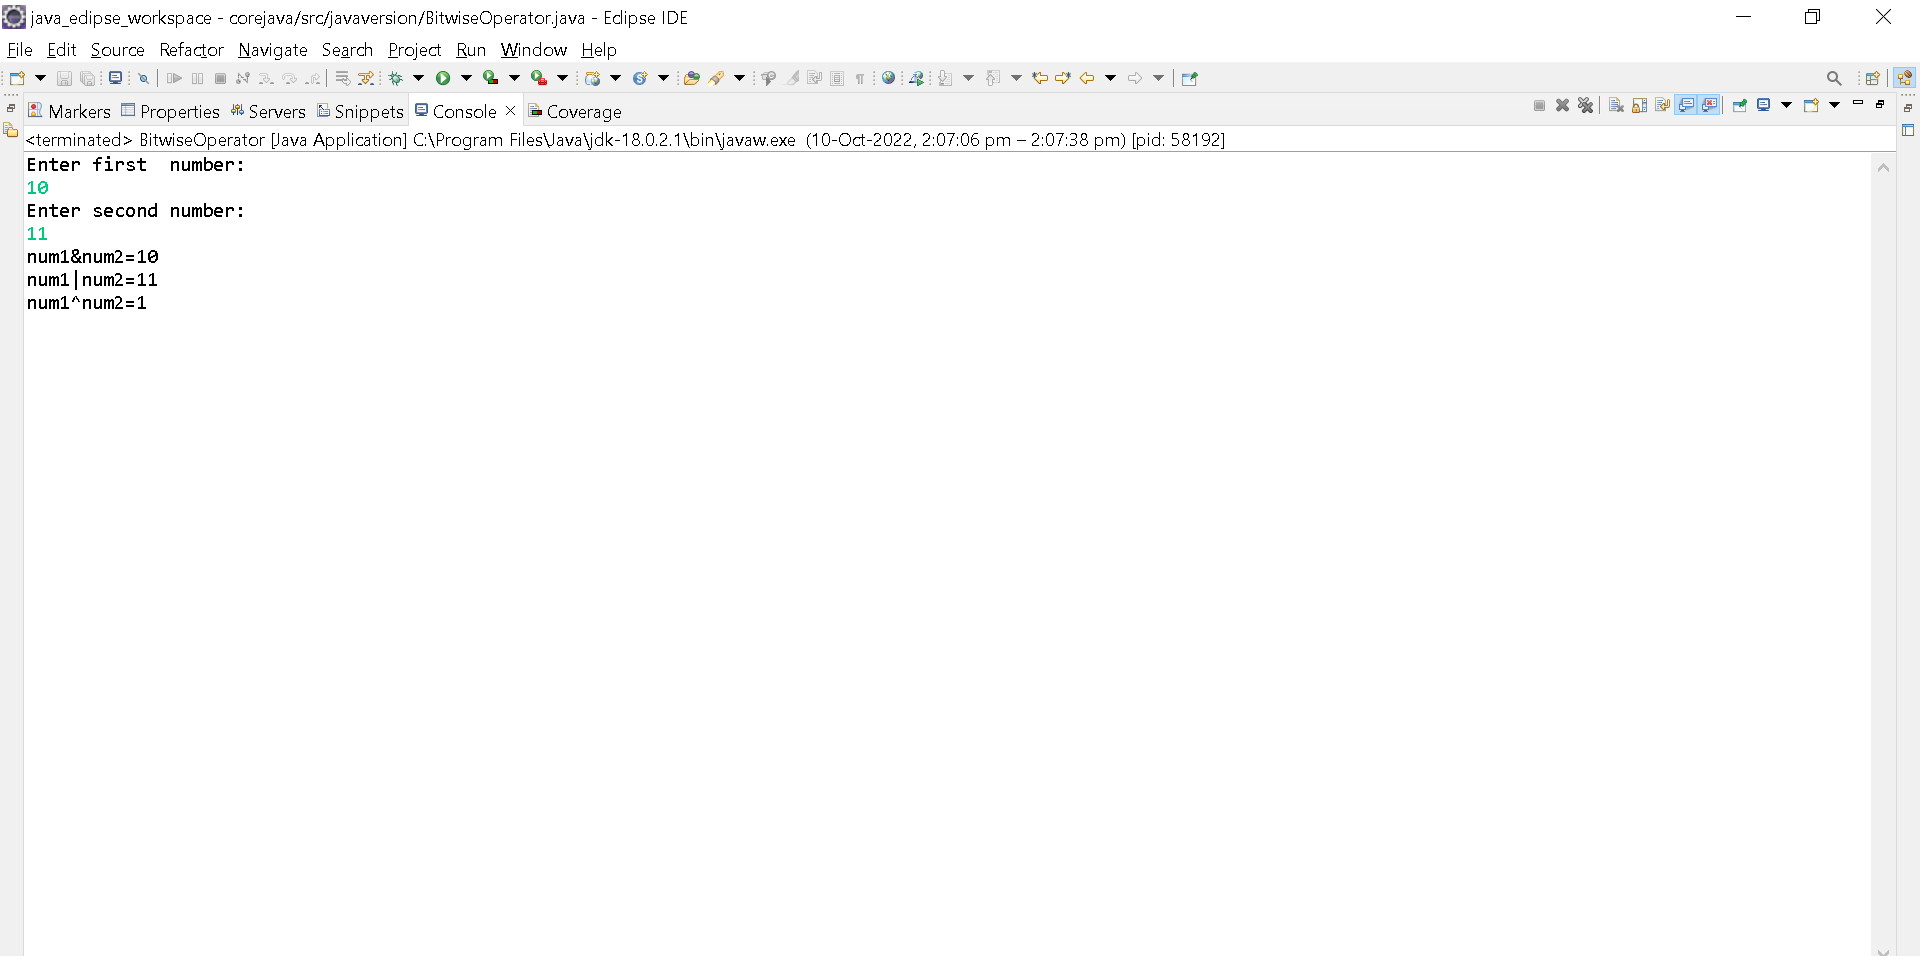 java_eclipse_workspace - corejava/src/javaversion/BitwiseOperator.java - Eclipse IDE
File Edit Source Refactor Navigate Search Project Run Window Help
Markers Properties Servers Snippets Console Coverage
<terminated> BitwiseOperator [Java Application] C:\Program Files\Java\jdk-18.0.2.1\bin\javaw.exe (10-Oct-2022, 2:07:06 pm – 2:07:38 pm) [pid: 58192]
Enter first  number:
10
Enter second number:
11
num1&num2=10
num1|num2=11
num1^num2=1